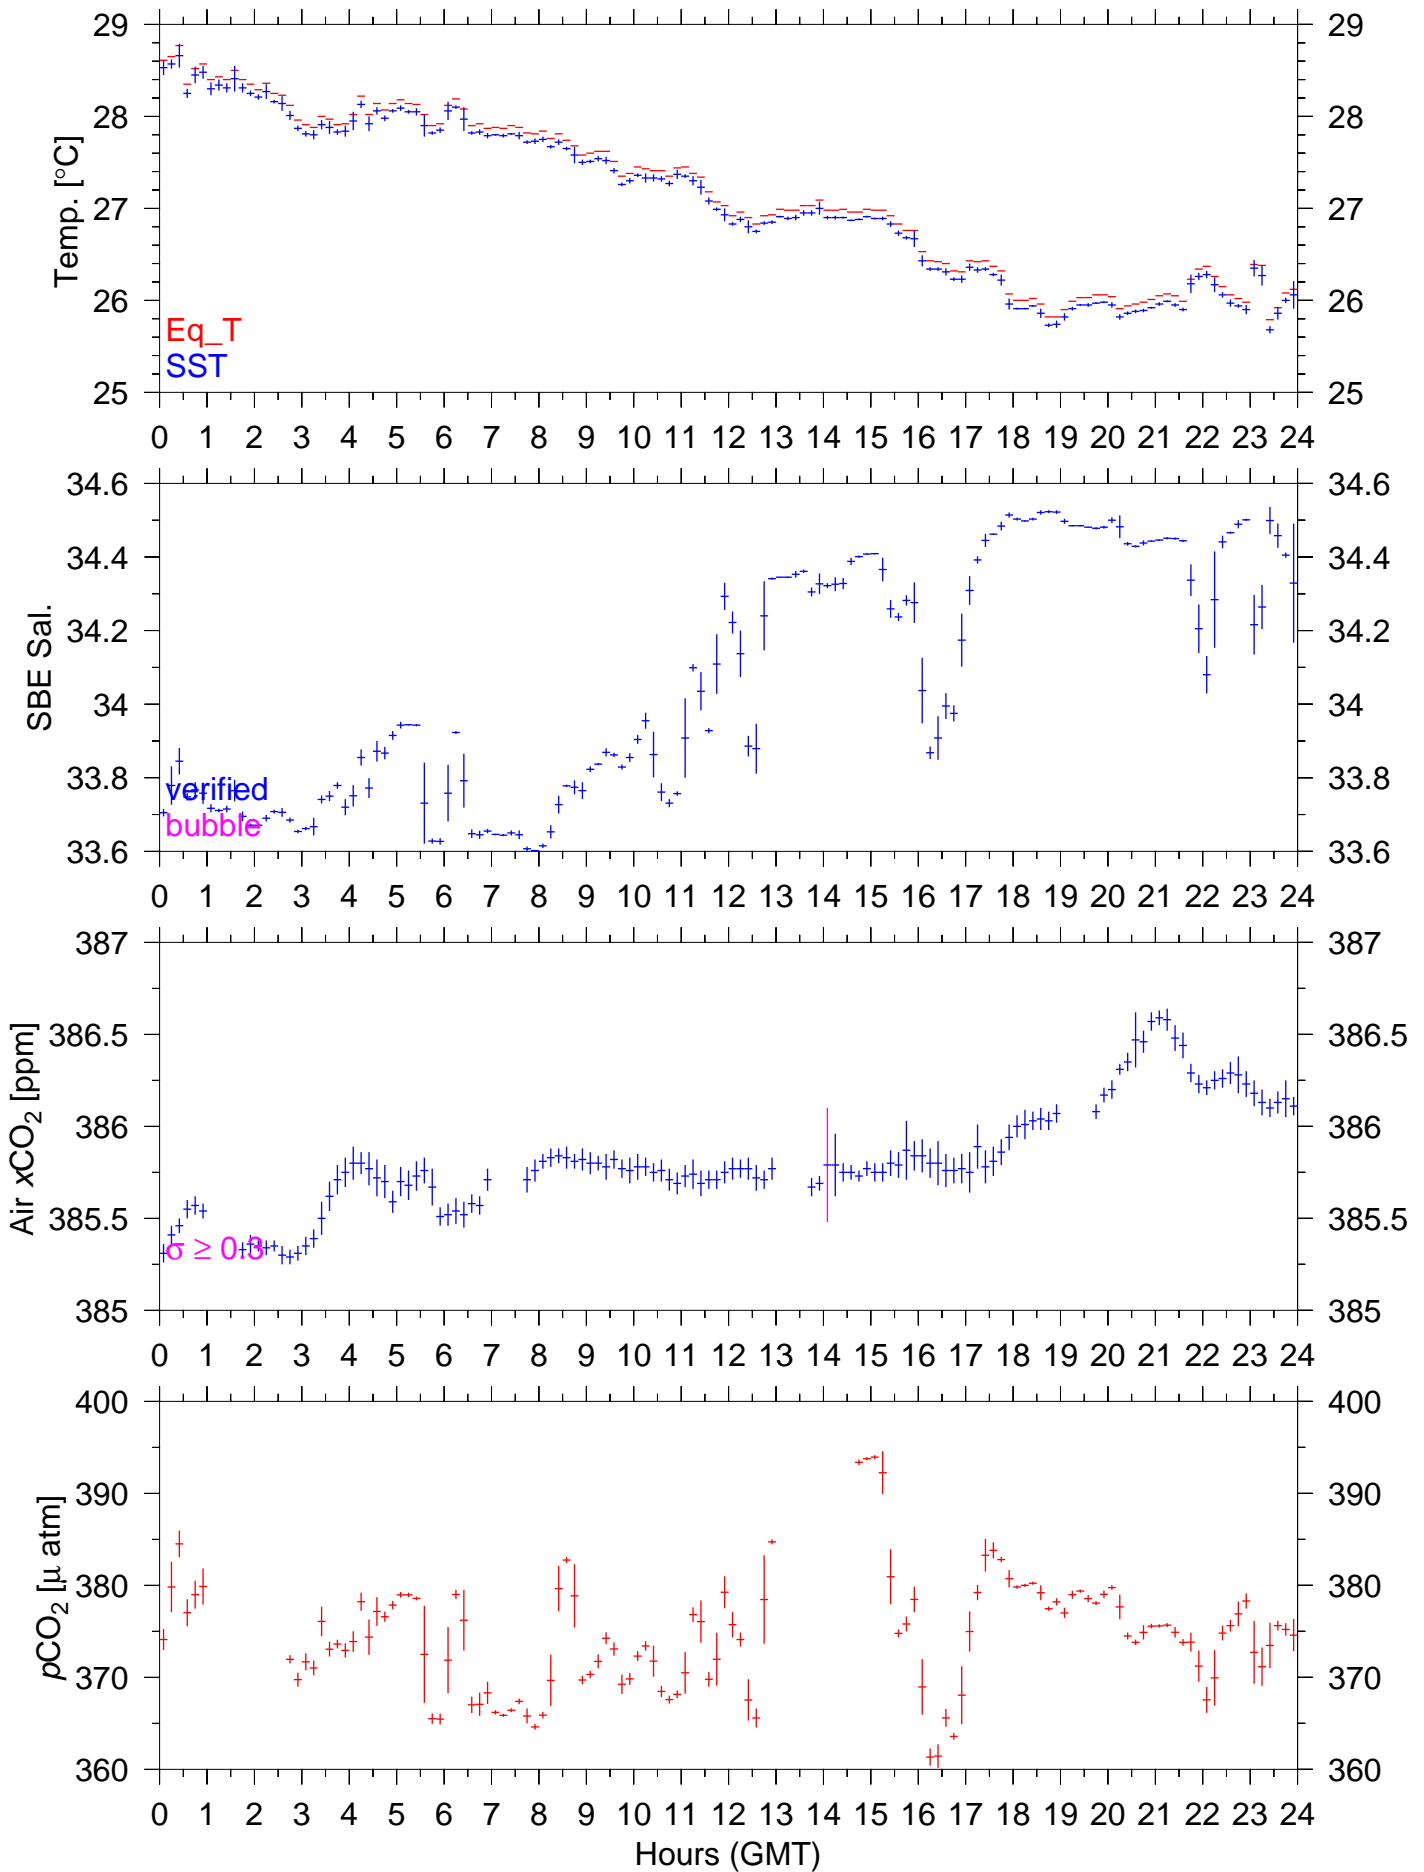 29 29
28 28
27 27
26 26
25 25
Temp. [°C]
Eq_T
SST
0 1 2 3 4 5 6 7 8 9 10 11 12 13 14 15 16 17 18 19 20 21 22 23 24
34.6 34.6
34.4 34.4
34.2 34.2
34 34
33.8 33.8
33.6 33.6
SBE Sal.
verified
bubble
0 1 2 3 4 5 6 7 8 9 10 11 12 13 14 15 16 17 18 19 20 21 22 23 24
387 387
386.5 386.5
386 386
385.5 385.5
385 385
Air xCO₂ [ppm]
σ ≥ 0.3
0 1 2 3 4 5 6 7 8 9 10 11 12 13 14 15 16 17 18 19 20 21 22 23 24
400 400
390 390
380 380
370 370
360 360
pCO₂ [μ atm]
0 1 2 3 4 5 6 7 8 9 10 11 12 13 14 15 16 17 18 19 20 21 22 23 24
Hours (GMT)